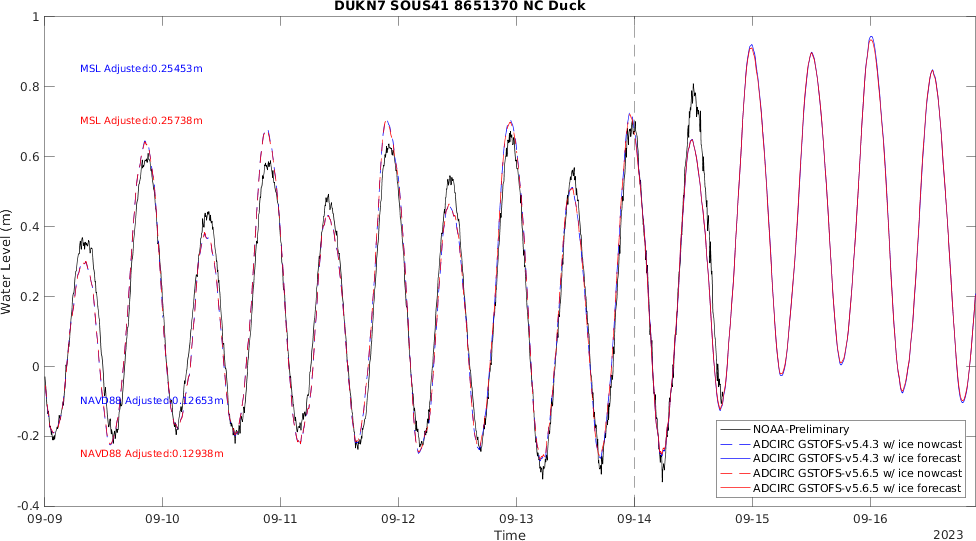 DUKN7 SOUS41 8651370 NC Duck
1
MSL Adjusted:0.25453m
0.8
MSL Adjusted:0.25738m
0.6
0.4
Water Level (m)
0.2
0
NAVD88 Adjusted:0.12653m
-0.2
NAVD88 Adjusted:0.12938m
NOAA-Preliminary
ADCIRC GSTOFS-v5.4.3 w/ ice nowcast
ADCIRC GSTOFS-v5.4.3 w/ ice forecast
ADCIRC GSTOFS-v5.6.5 w/ ice nowcast
ADCIRC GSTOFS-v5.6.5 w/ ice forecast
-0.4
09-09 09-10 09-11 09-12 09-13 09-14 09-15 09-16
Time
2023